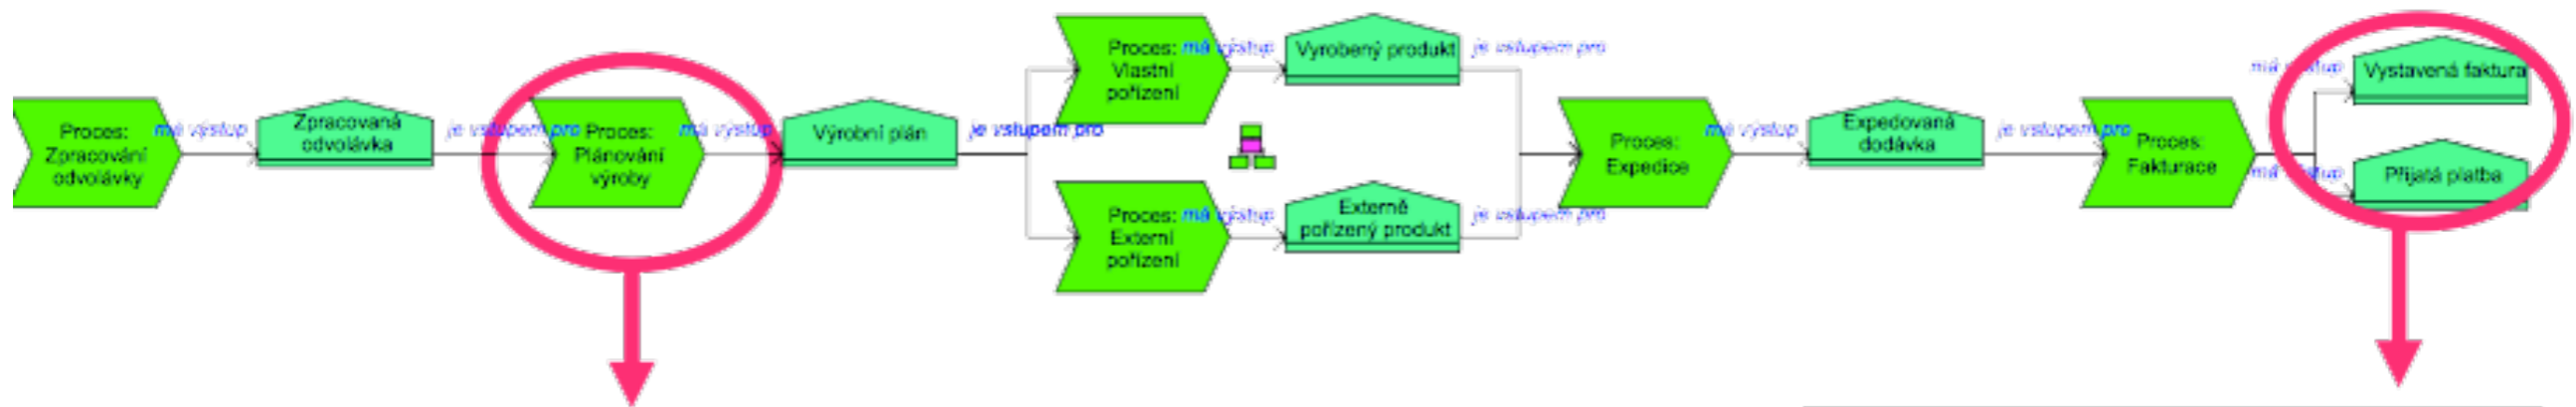 Proces:
Zpracování
odvolávky
má výstup
Zpracovaná
odvolávka
je vstupem pro
Proces:
Plánování
výroby
má výstup
Výrobní plán
je vstupem pro
Proces:
Vlastní
pořízení
má výstup
Vyrobený produkt
je vstupem pro
Proces:
Externí
pořízení
má výstup
Externě
pořízený produkt
je vstupem pro
Proces:
Expedice
má výstup
Expedovaná
dodávka
je vstupem pro
Proces:
Fakturace
má výstup
Vystavená faktura
má výstup
Přijatá platba